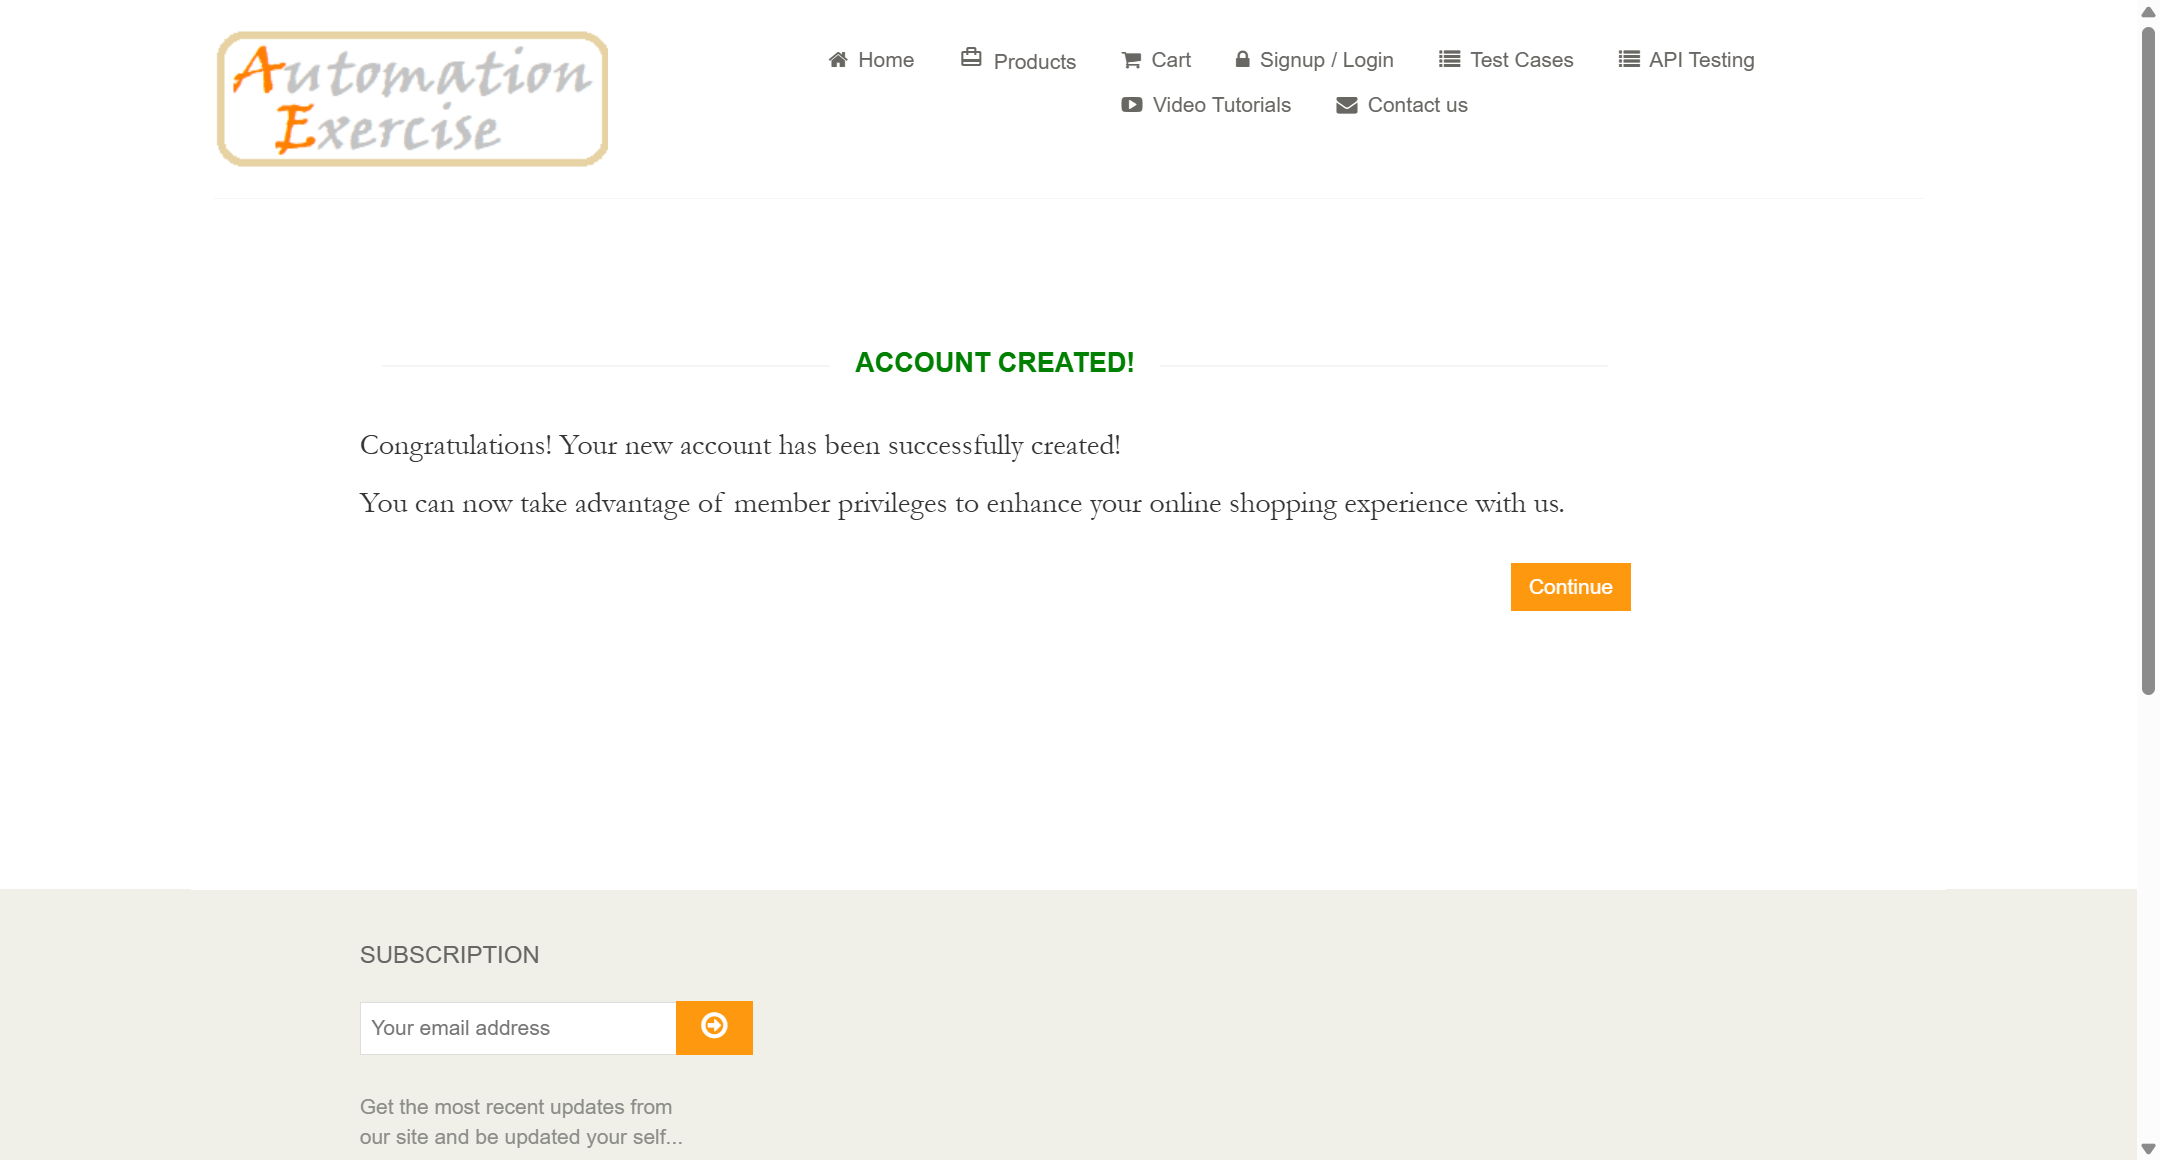 Automation
Exercise
Home Products Cart Signup / Login Test Cases API Testing
Video Tutorials Contact us
ACCOUNT CREATED!
Congratulations! Your new account has been successfully created!
You can now take advantage of member privileges to enhance your online shopping experience with us.
Continue
SUBSCRIPTION
Your email address
Get the most recent updates from
our site and be updated your self...